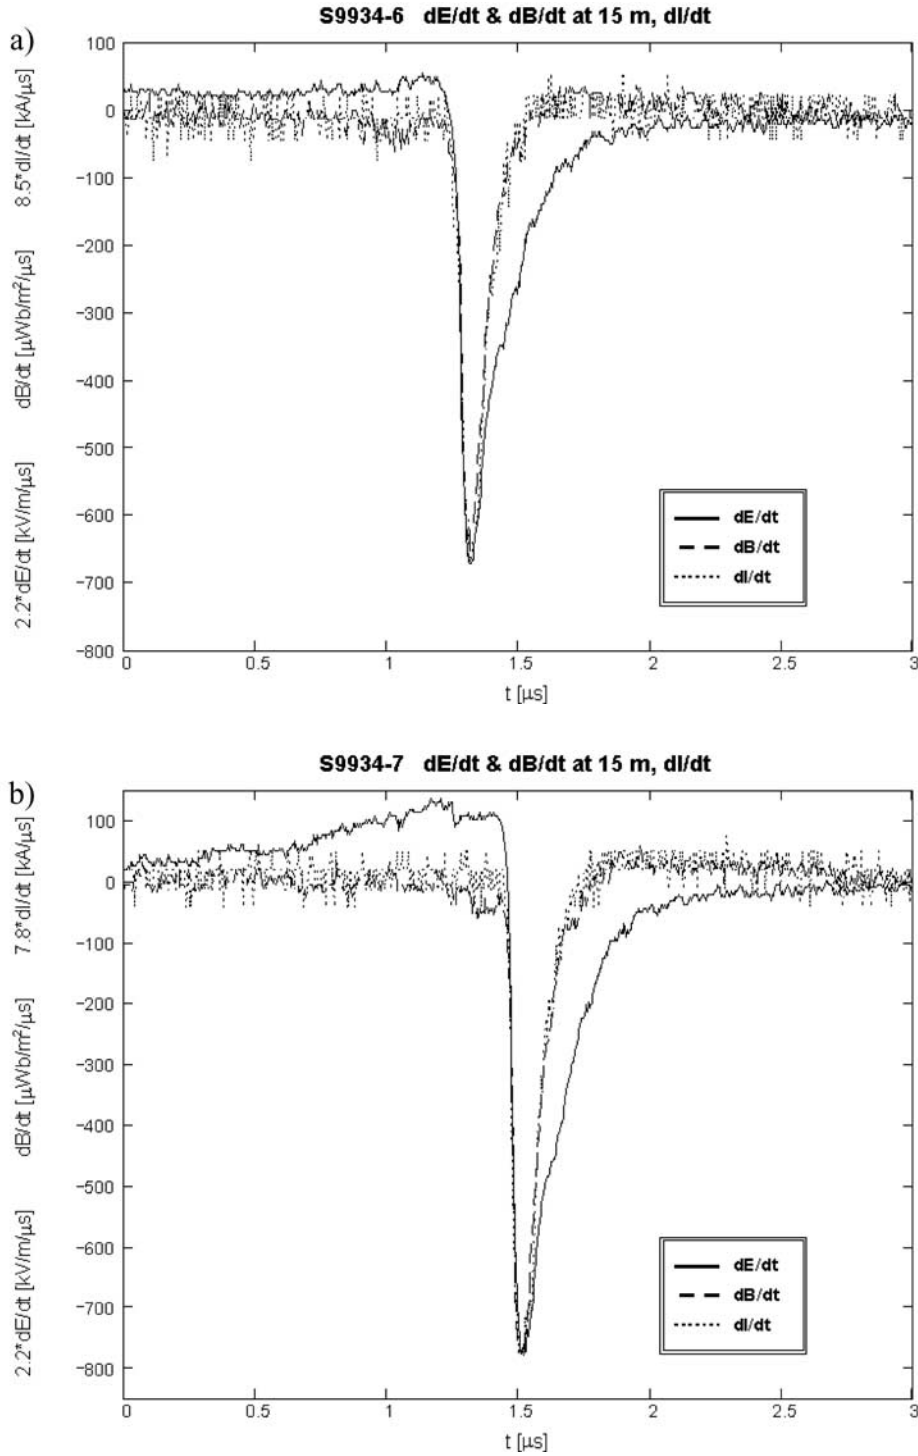 a)
S9934-6 dE/dt & dB/dt at 15 m, dI/dt
8.5*dI/dt [kA/μs]
dB/dt [μWb/m²/μs]
2.2*dE/dt [kV/m/μs]
100
0
−100
−200
−300
−400
−500
−600
−700
−800
dE/dt
dB/dt
dI/dt
0
0.5
1
1.5
2
2.5
3
t [μs]
b)
S9934-7 dE/dt & dB/dt at 15 m, dI/dt
7.8*dI/dt [kA/μs]
dB/dt [μWb/m²/μs]
2.2*dE/dt [kV/m/μs]
100
0
−100
−200
−300
−400
−500
−600
−700
−800
dE/dt
dB/dt
dI/dt
0
0.5
1
1.5
2
2.5
3
t [μs]